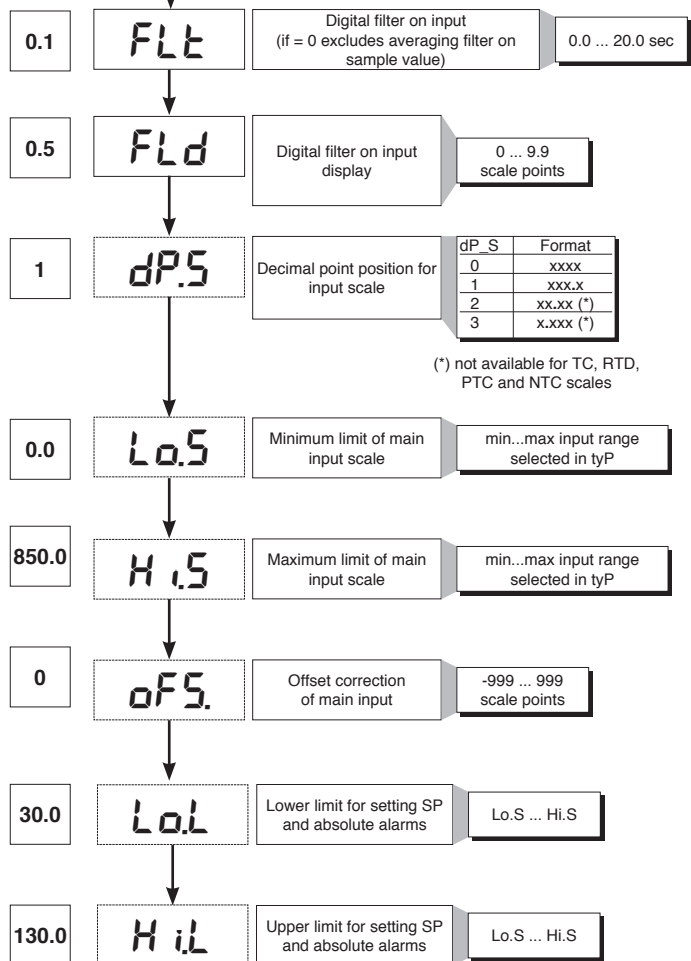 0.1
FLt
Digital filter on input
(if = 0 excludes averaging filter on
sample value)
0.0 ... 20.0 sec
0.5
FLd
Digital filter on input
display
0 ... 9.9
scale points
1
dP.S
Decimal point position for
input scale
dP_S Format
0 xxxx
1 xxx.x
2 xx.xx (*)
3 x.xxx (*)
(*) not available for TC, RTD,
PTC and NTC scales
0.0
Lo.S
Minimum limit of main
input scale
min...max input range
selected in tyP
850.0
Hi.S
Maximum limit of main
input scale
min...max input range
selected in tyP
0
oFS.
Offset correction
of main input
-999 ... 999
scale points
30.0
Lo.L
Lower limit for setting SP
and absolute alarms
Lo.S ... Hi.S
130.0
Hi.L
Upper limit for setting SP
and absolute alarms
Lo.S ... Hi.S